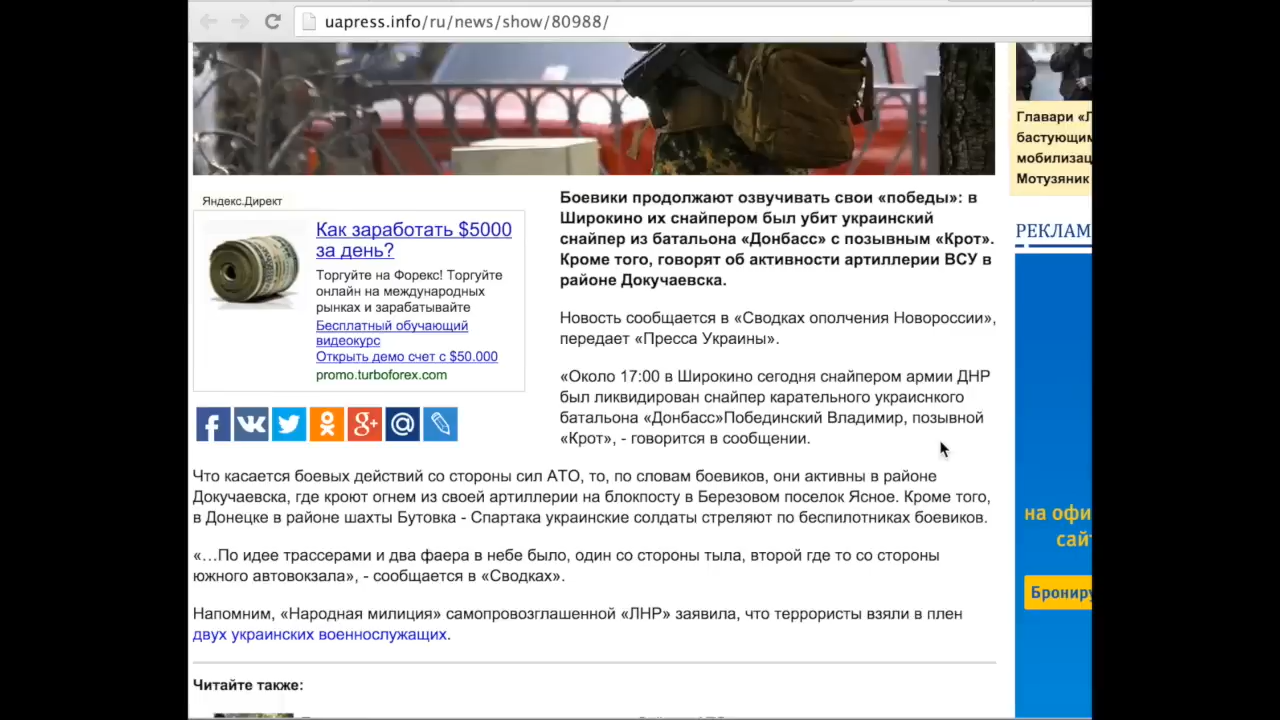 uapress.info/ru/news/show/80988/
Главари «Л
бастующим
мобилизац
Мотузяник
РЕКЛАМ
Яндекс.Директ
Как заработать $5000
за день?
Торгуйте на Форекс! Торгуйте
онлайн на международных
рынках и зарабатывайте
Бесплатный обучающий
видеокурс
Открыть демо счет с $50.000
promo.turboforex.com
Боевики продолжают озвучивать свои «победы»: в
Широкино их снайпером был убит украинский
снайпер из батальона «Донбасс» с позывным «Крот».
Кроме того, говорят об активности артиллерии ВСУ в
районе Докучаевска.
Новость сообщается в «Сводках ополчения Новороссии»,
передает «Пресса Украины».
«Около 17:00 в Широкино сегодня снайпером армии ДНР
был ликвидирован снайпер карательного украиснкого
батальона «Донбасс»Побединский Владимир, позывной
«Крот», - говорится в сообщении.
Что касается боевых действий со стороны сил АТО, то, по словам боевиков, они активны в районе
Докучаевска, где кроют огнем из своей артиллерии на блокпосту в Березовом поселок Ясное. Кроме того,
в Донецке в районе шахты Бутовка - Спартака украинские солдаты стреляют по беспилотниках боевиков.
«…По идее трассерами и два фаера в небе было, один со стороны тыла, второй где то со стороны
южного автовокзала», - сообщается в «Сводках».
Напомним, «Народная милиция» самопровозглашенной «ЛНР» заявила, что террористы взяли в плен
двух украинских военнослужащих.
Читайте также:
на офи
сайт
Брониру